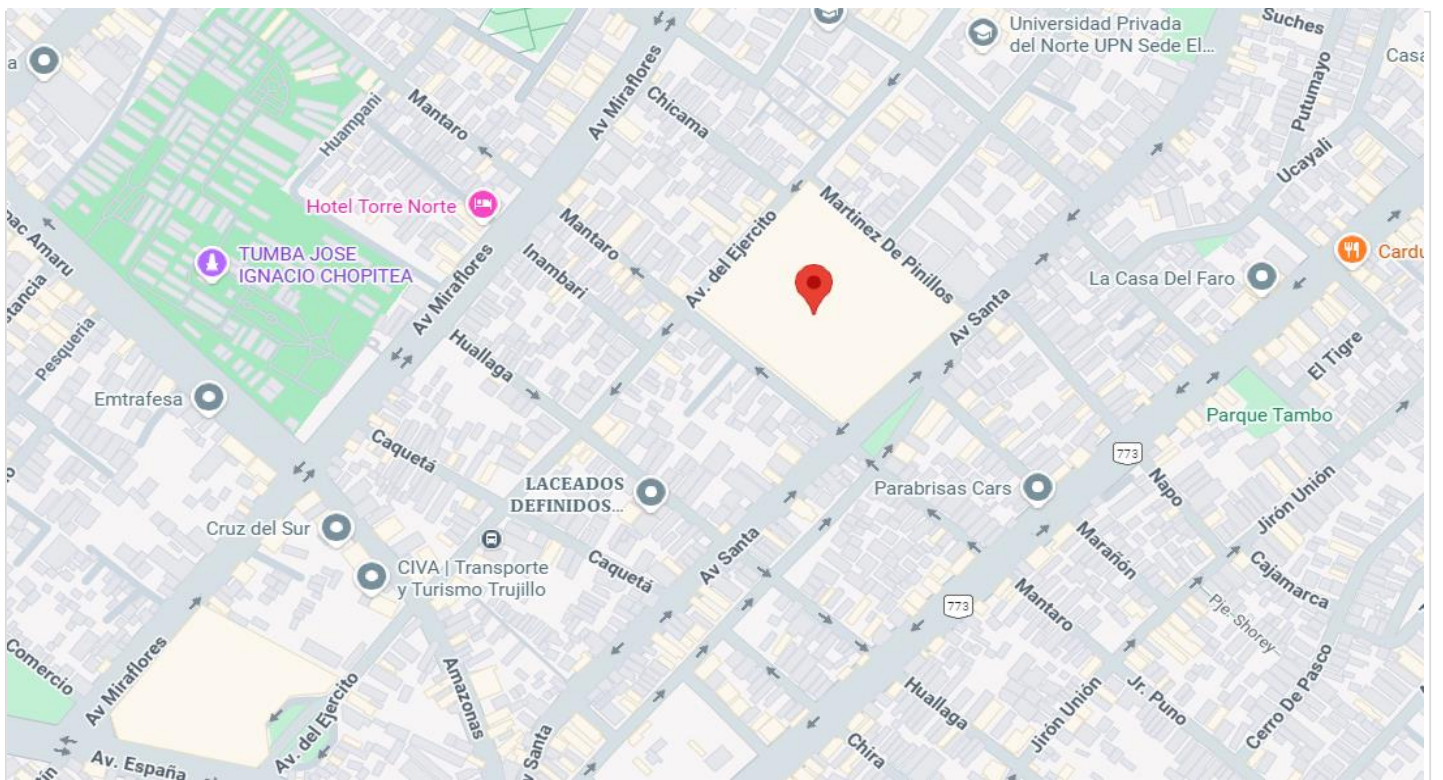 Universidad Privada
del Norte UPN Sede El...
Suches
Casa
Putumayo
Ucayali
a
Av Miraflores
Chicama
Mantaro
Huampani
Hotel Torre Norte
Martinez De Pinillos
Av. del Ejercito
Mantaro
Inambari
TUMBA JOSE
IGNACIO CHOPITEA
Av Miraflores
pac Amaru
stancia
Pesqueria
La Casa Del Faro
Cardu
Av Santa
El Tigre
Huallaga
Emtrafesa
Parque Tambo
Caquetá
773
LACEADOS
DEFINIDOS...
Parabrisas Cars
Napo
Jirón Unión
Cruz del Sur
Av Santa
Marañón
CIVA | Transporte
y Turismo Trujillo
Caquetá
Cajamarca
773
Mantaro
Pje-Shorey
Comercio
Av Miraflores
Amazonas
Av. del Ejercito
Huallaga
Jr. Puno
Cerro De Pasco
Jirón Unión
Chira
Av. España
Santa